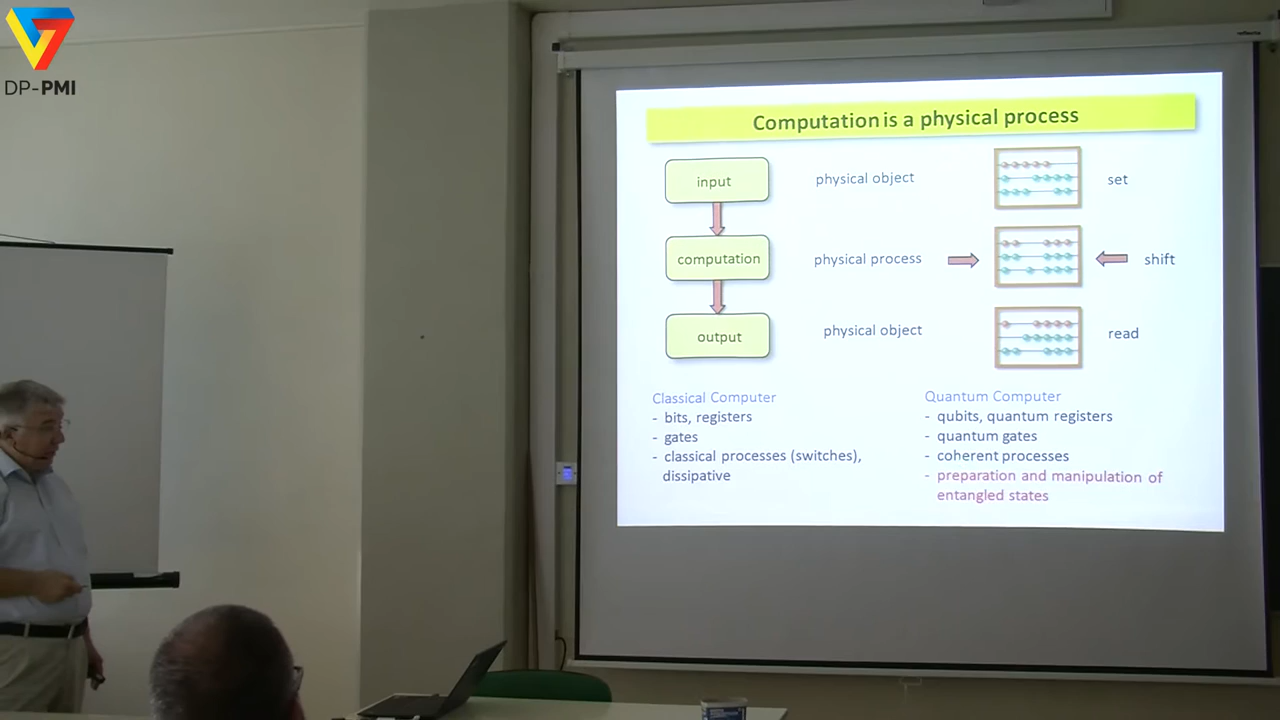 DP-PMI
Computation is a physical process
input
physical object
set
computation
physical process
shift
output
physical object
read
Classical Computer
- bits, registers
- gates
- classical processes (switches),
dissipative
Quantum Computer
- qubits, quantum registers
- quantum gates
- coherent processes
- preparation and manipulation of
entangled states